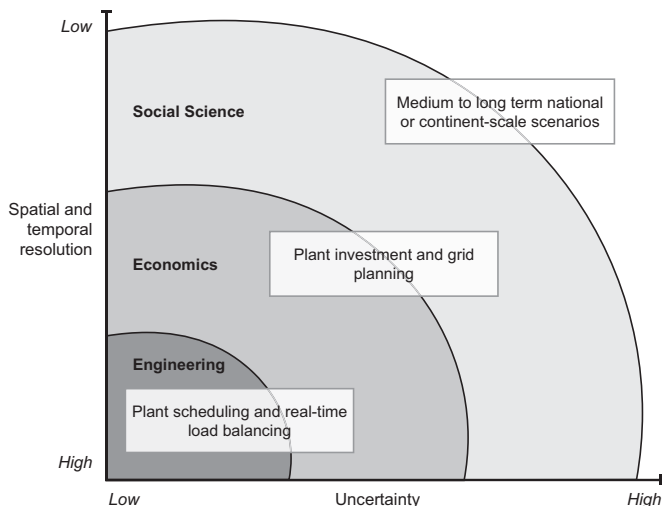 Low
Social Science
Medium to long term national
or continent-scale scenarios
Spatial and
temporal
resolution
Economics
Plant investment and grid
planning
Engineering
Plant scheduling and real-time
load balancing
High
Low
Uncertainty
High